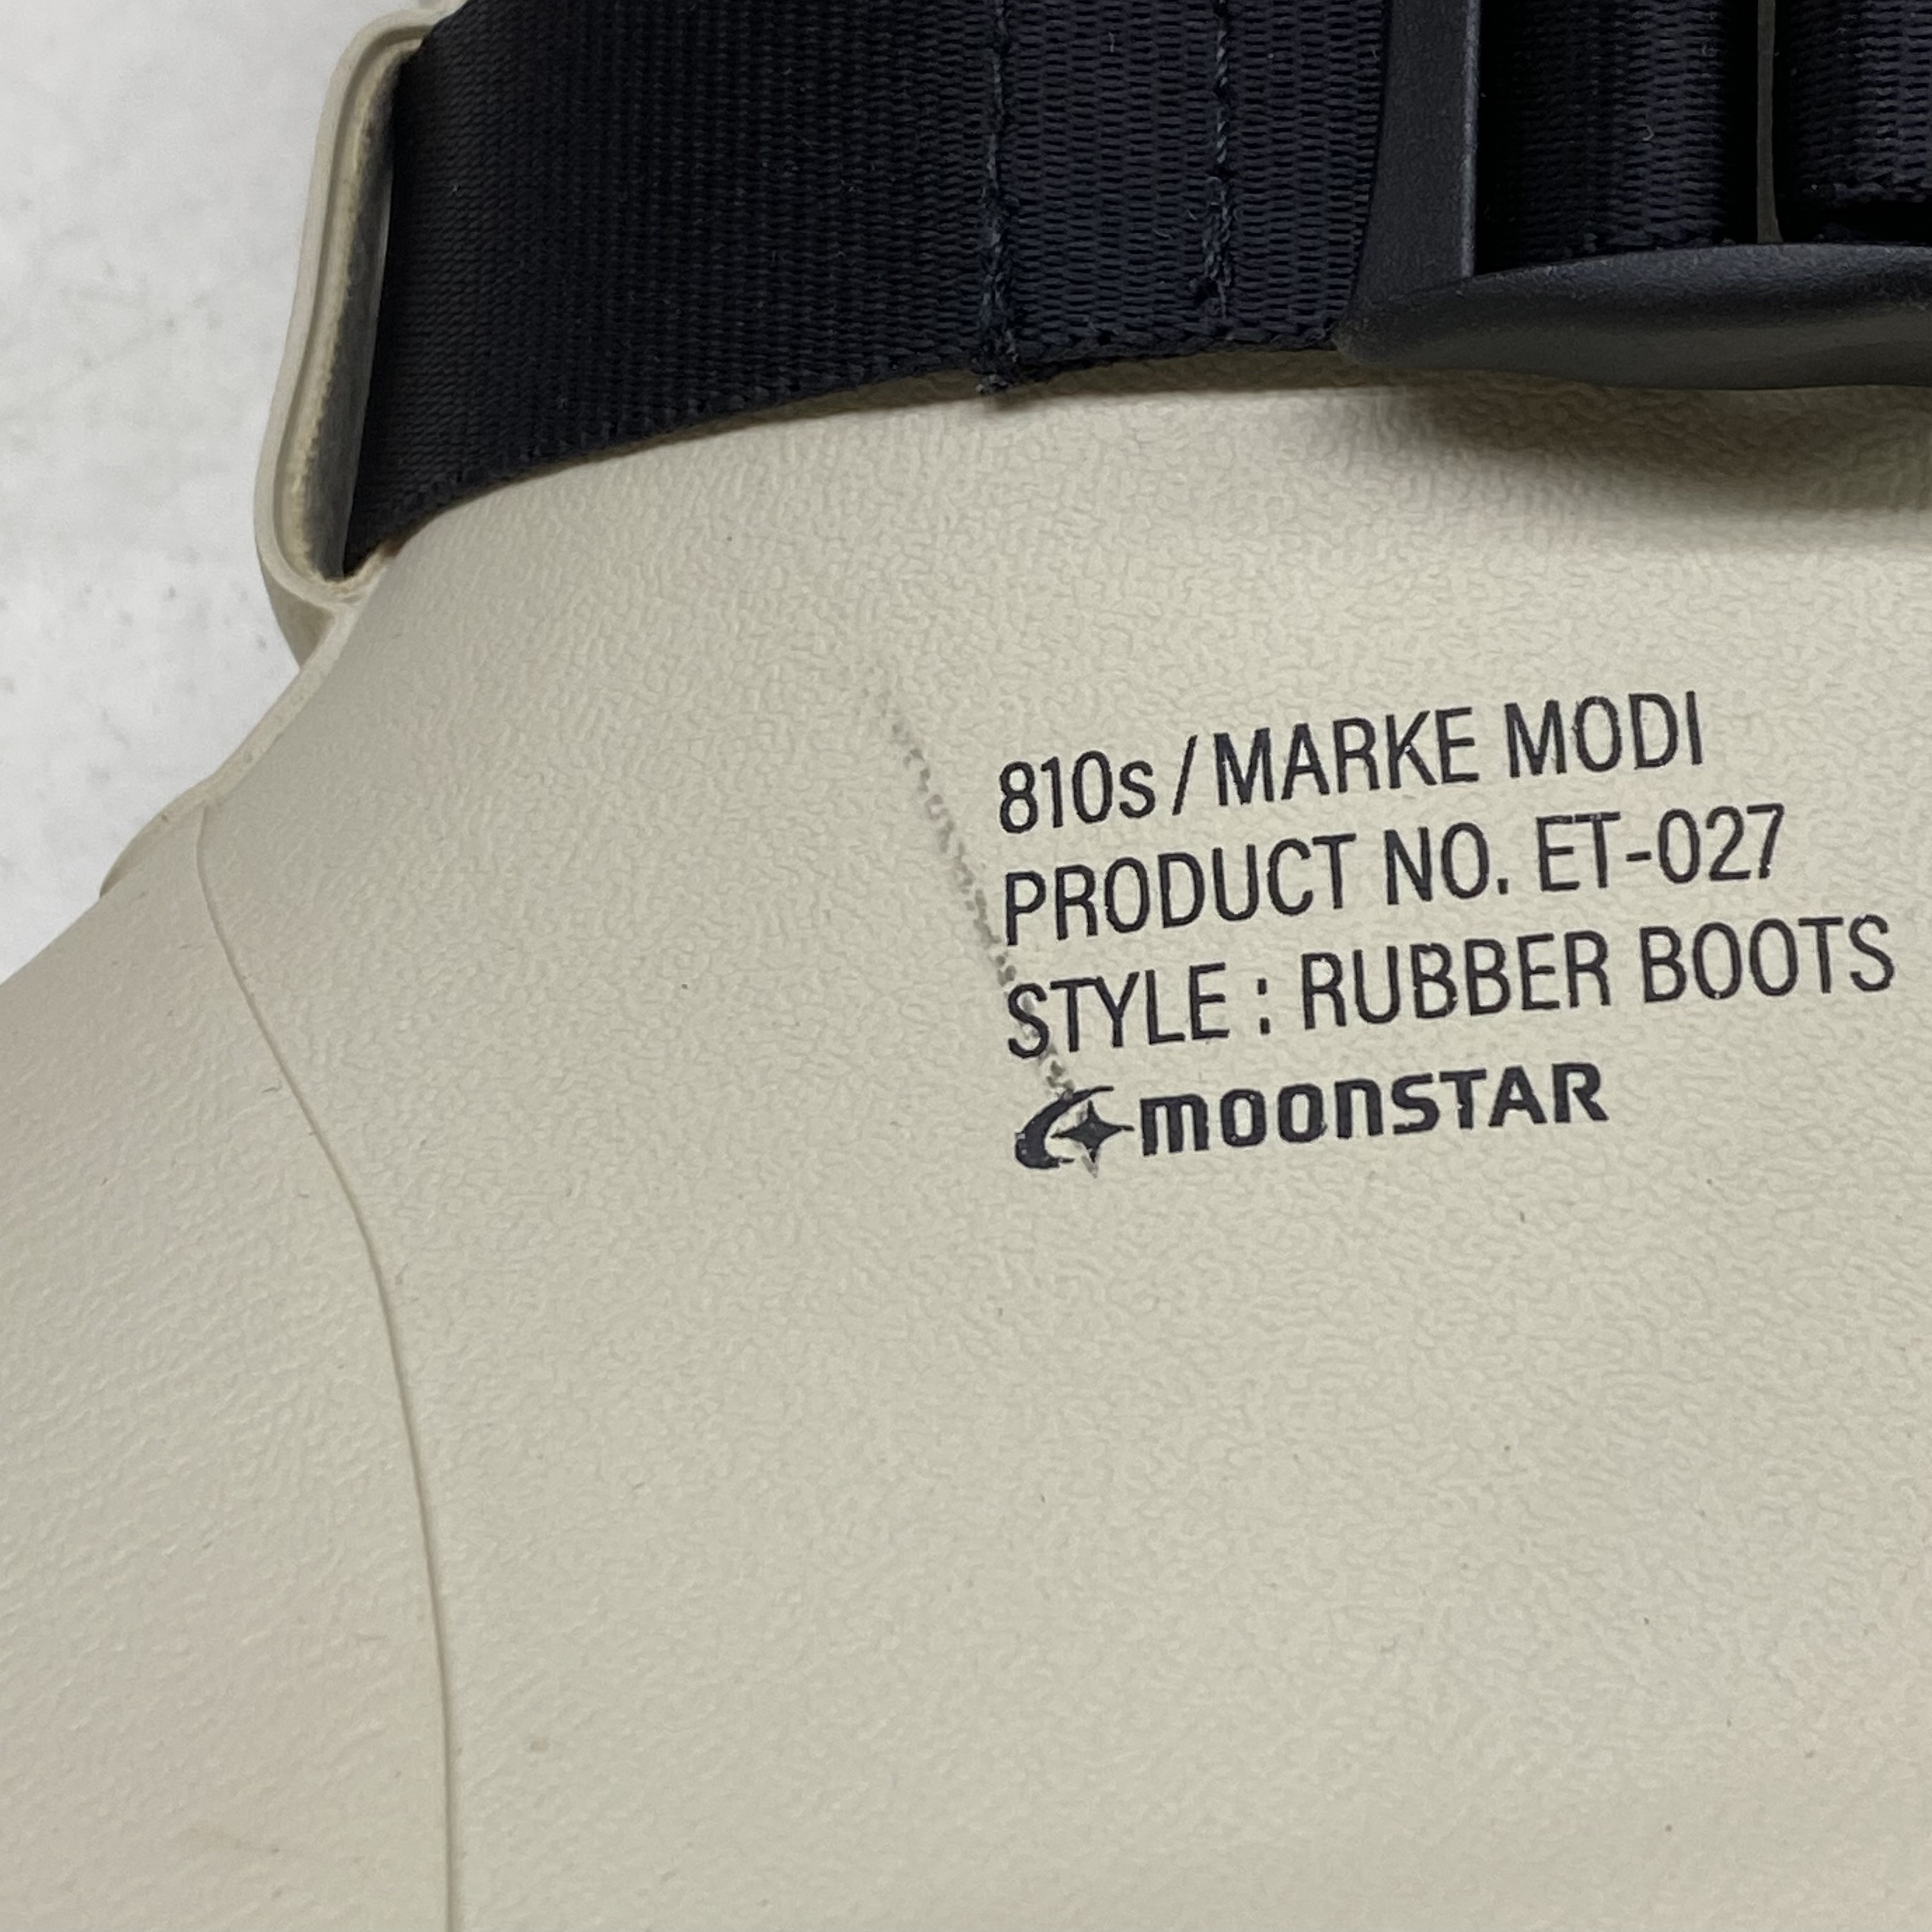 810s / MARKE MODI
PRODUCT NO. ET-027
STYLE : RUBBER BOOTS
moonSTAR